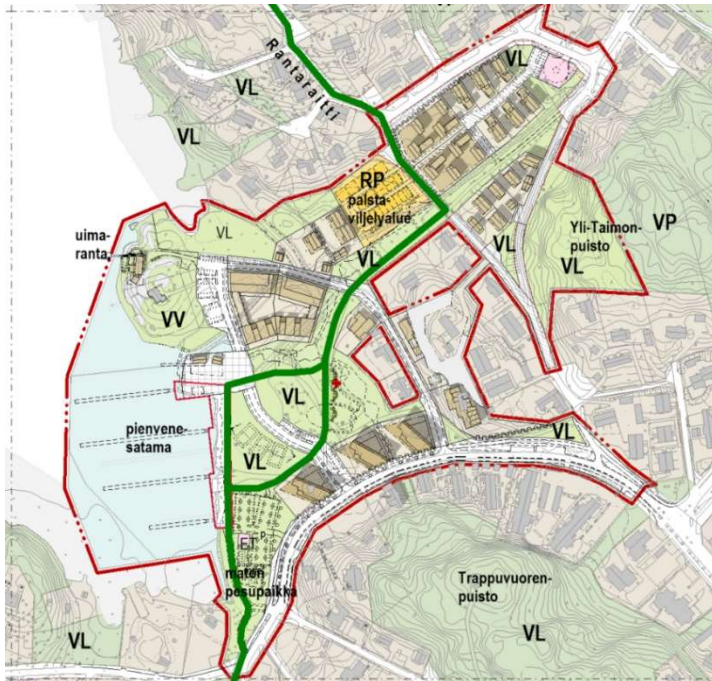 Rantaraitti
VL
VL
VL
RP
palsta-
viljelyalue
uima-
ranta
VL
VL
VL
Yli-Taimon-
puisto
VL
VP
VV
VL
pienvene-
satama
VL
VL
ET
maton
pesupaikka
Trappuvuoren-
puisto
VL
VL